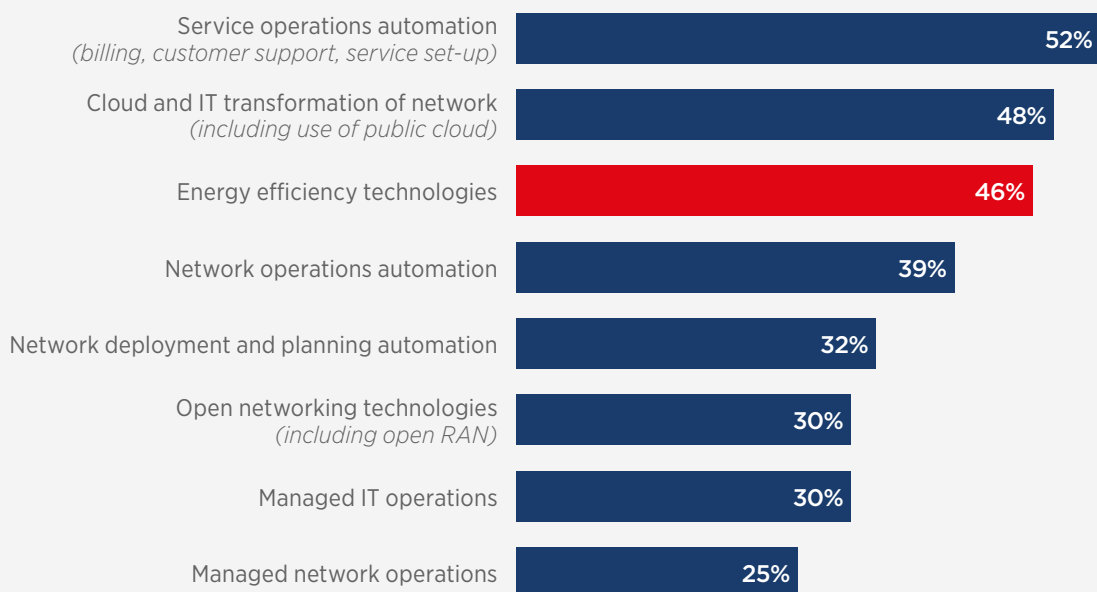 Service operations automation
(billing, customer support, service set-up)
52%
Cloud and IT transformation of network
(including use of public cloud)
48%
Energy efficiency technologies
46%
Network operations automation
39%
Network deployment and planning automation
32%
Open networking technologies
(including open RAN)
30%
Managed IT operations
30%
Managed network operations
25%